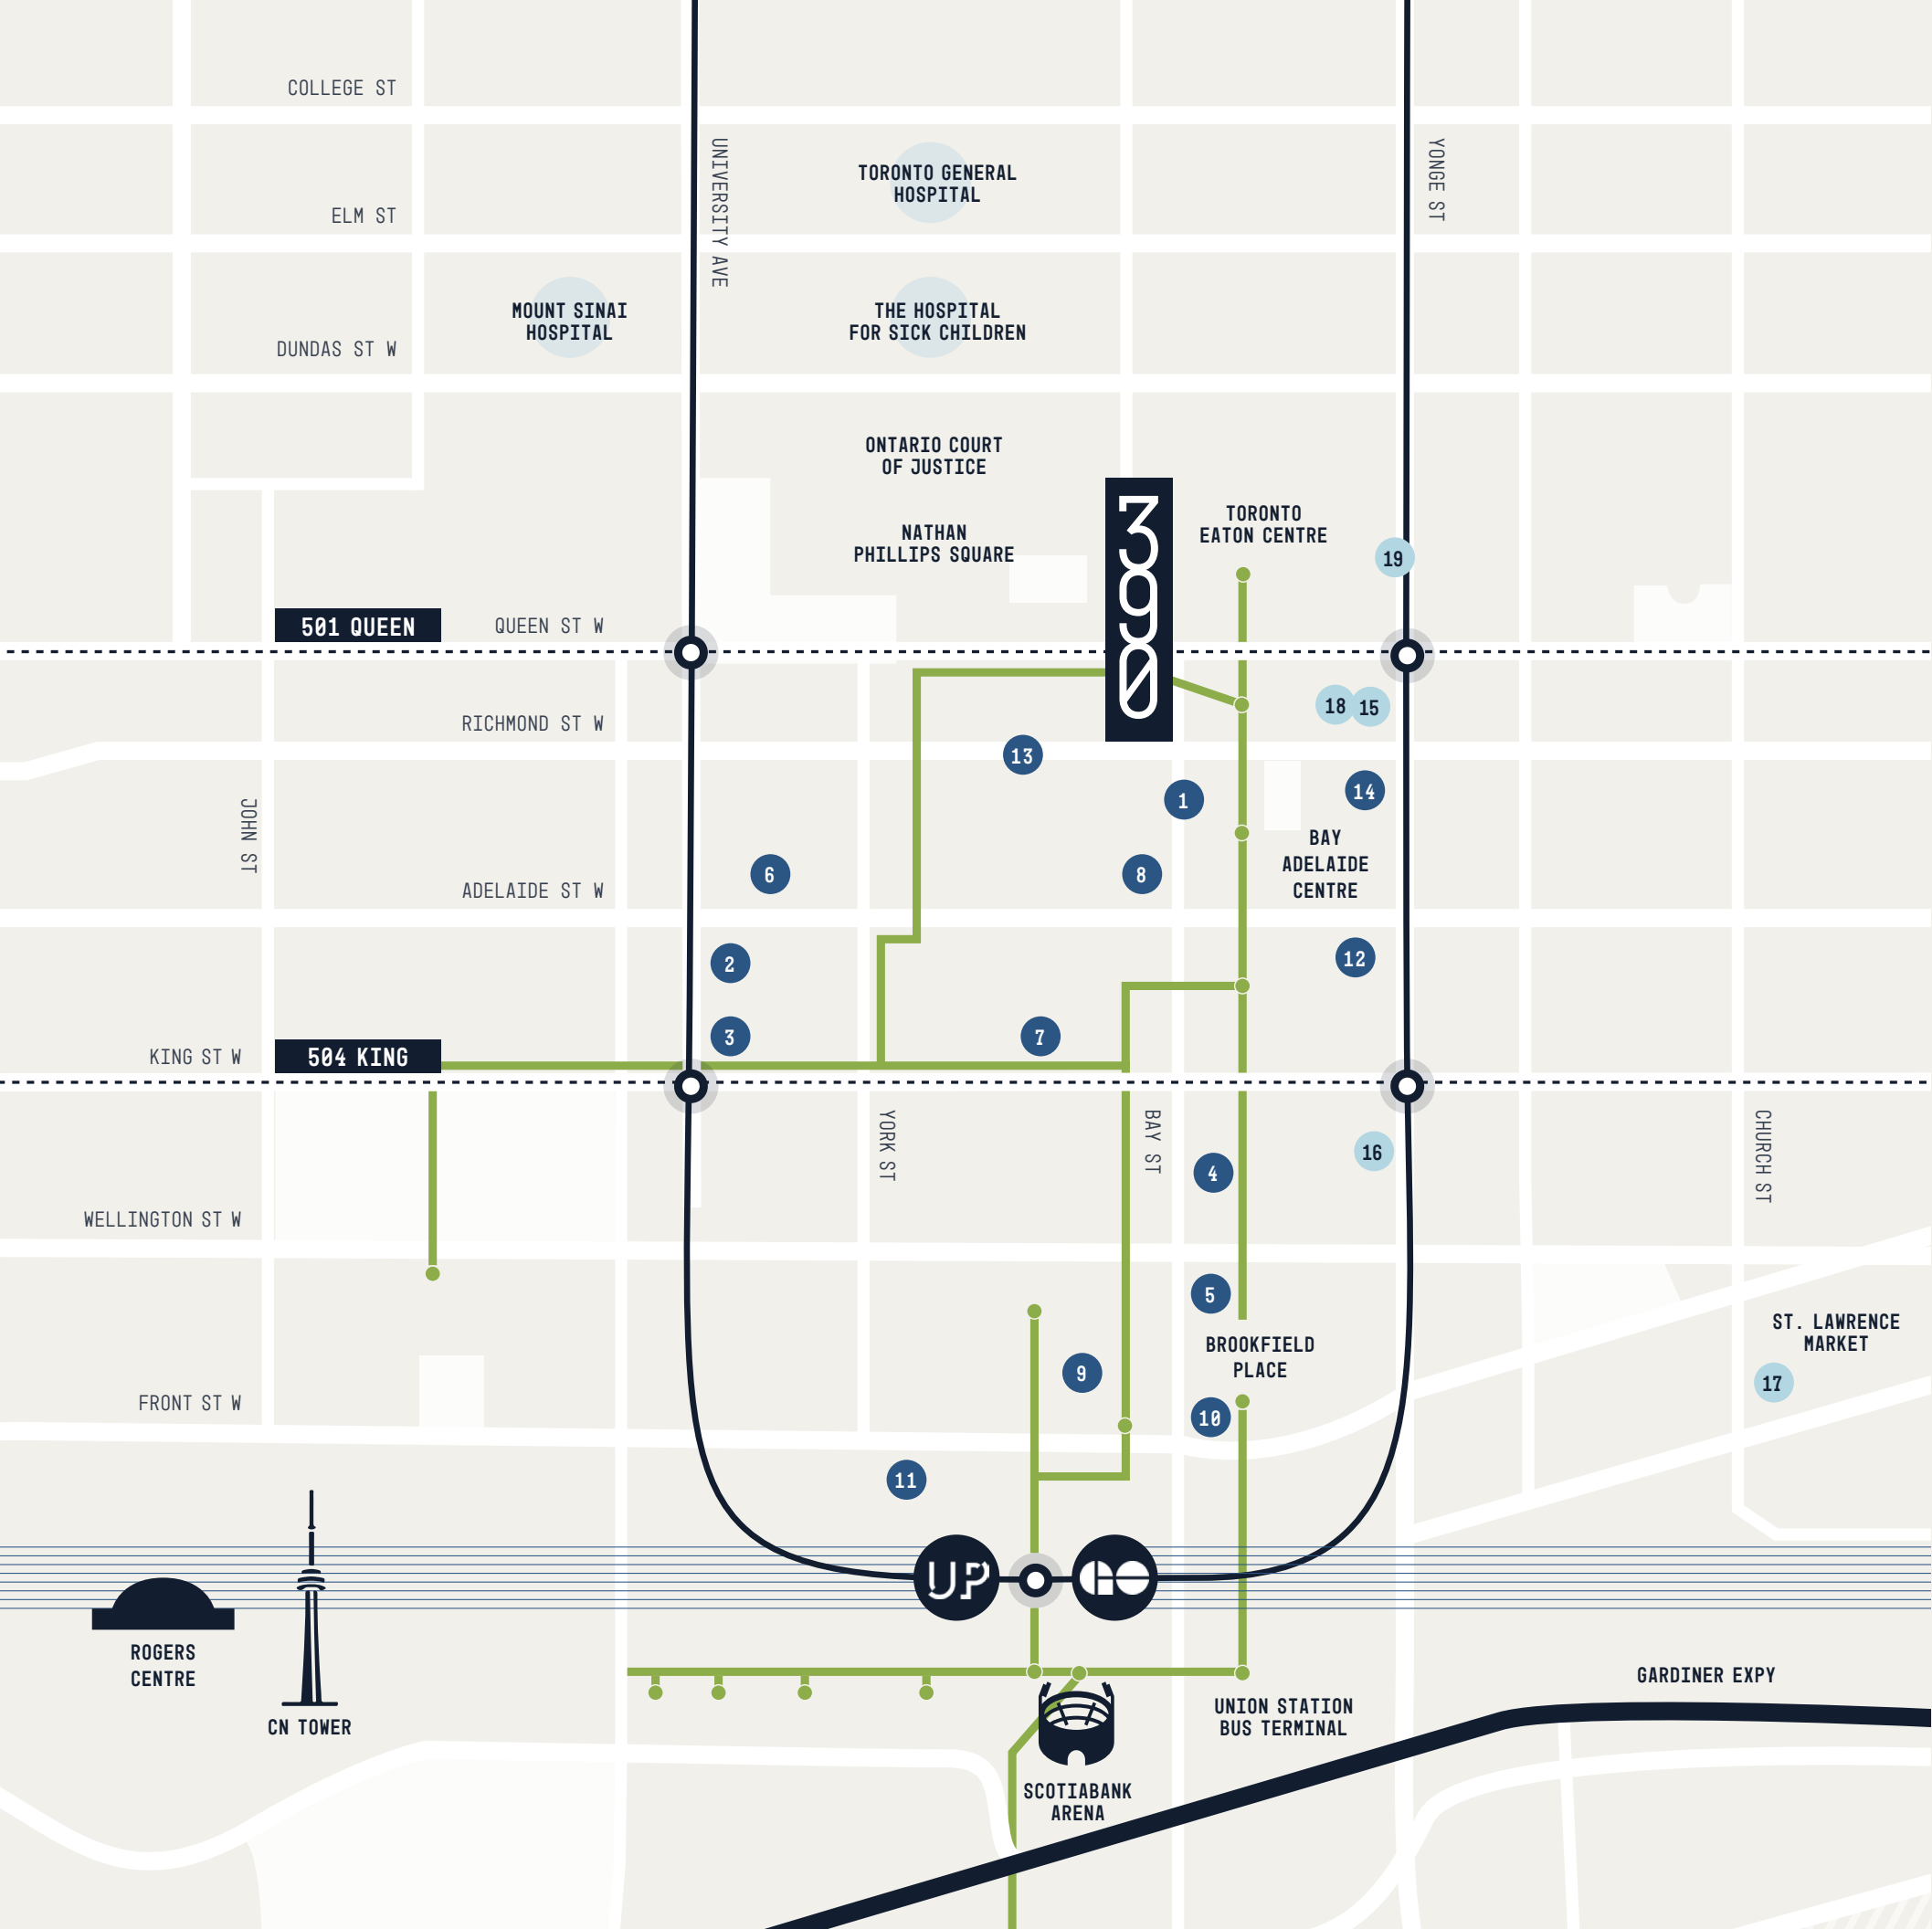 COLLEGE ST
UNIVERSITY AVE
YONGE ST
TORONTO GENERAL
HOSPITAL
ELM ST
MOUNT SINAI
HOSPITAL
THE HOSPITAL
FOR SICK CHILDREN
DUNDAS ST W
ONTARIO COURT
OF JUSTICE
390
TORONTO
EATON CENTRE
NATHAN
PHILLIPS SQUARE
19
501 QUEEN
QUEEN ST W
RICHMOND ST W
18
15
13
1
14
JOHN ST
BAY
ADELAIDE
CENTRE
6
8
ADELAIDE ST W
2
12
3
7
KING ST W
504 KING
YORK ST
BAY ST
CHURCH ST
16
4
WELLINGTON ST W
5
ST. LAWRENCE
MARKET
BROOKFIELD
PLACE
9
17
FRONT ST W
10
11
UP
GO
ROGERS
CENTRE
CN TOWER
GARDINER EXPY
UNION STATION
BUS TERMINAL
SCOTIABANK
ARENA